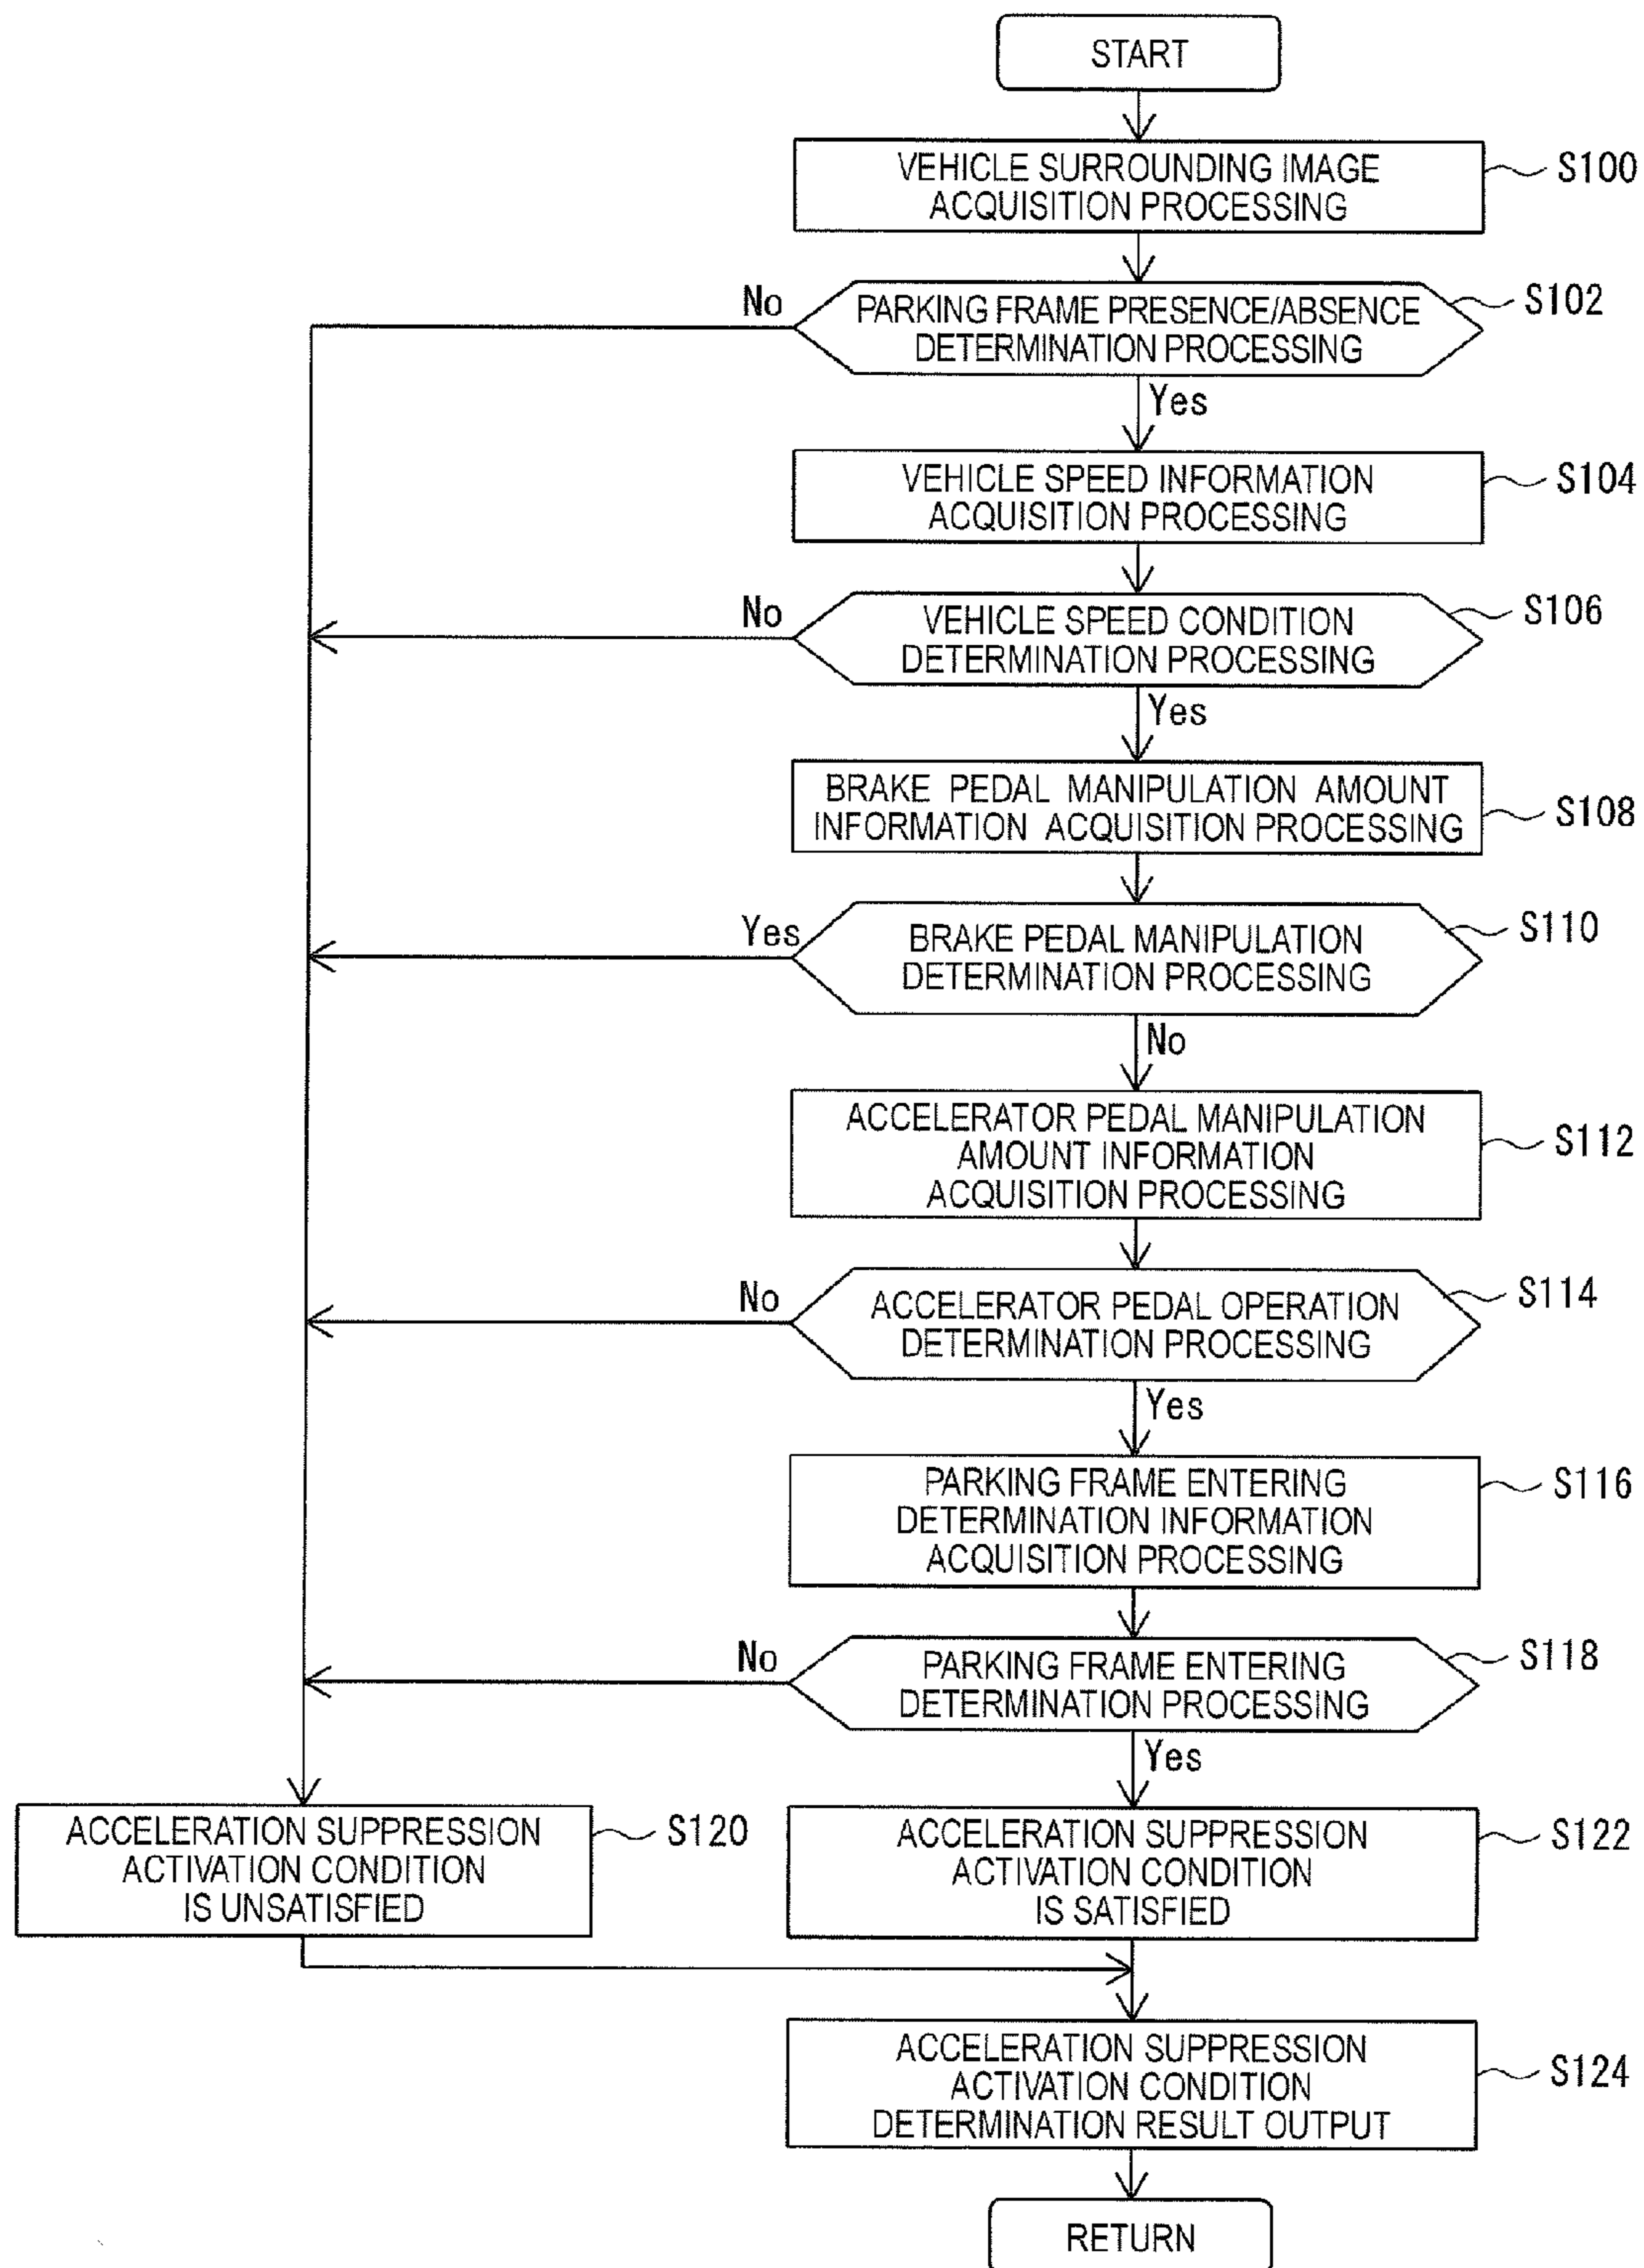 START
VEHICLE SURROUNDING IMAGE
ACQUISITION PROCESSING
S100
No
PARKING FRAME PRESENCE/ABSENCE
DETERMINATION PROCESSING
S102
Yes
VEHICLE SPEED INFORMATION
ACQUISITION PROCESSING
S104
No
VEHICLE SPEED CONDITION
DETERMINATION PROCESSING
S106
Yes
BRAKE PEDAL MANIPULATION AMOUNT
INFORMATION ACQUISITION PROCESSING
S108
Yes
BRAKE PEDAL MANIPULATION
DETERMINATION PROCESSING
S110
No
ACCELERATOR PEDAL MANIPULATION
AMOUNT INFORMATION
ACQUISITION PROCESSING
S112
No
ACCELERATOR PEDAL OPERATION
DETERMINATION PROCESSING
S114
Yes
PARKING FRAME ENTERING
DETERMINATION INFORMATION
ACQUISITION PROCESSING
S116
No
PARKING FRAME ENTERING
DETERMINATION PROCESSING
S118
Yes
ACCELERATION SUPPRESSION
ACTIVATION CONDITION
IS UNSATISFIED
S120
ACCELERATION SUPPRESSION
ACTIVATION CONDITION
IS SATISFIED
S122
ACCELERATION SUPPRESSION
ACTIVATION CONDITION
DETERMINATION RESULT OUTPUT
S124
RETURN